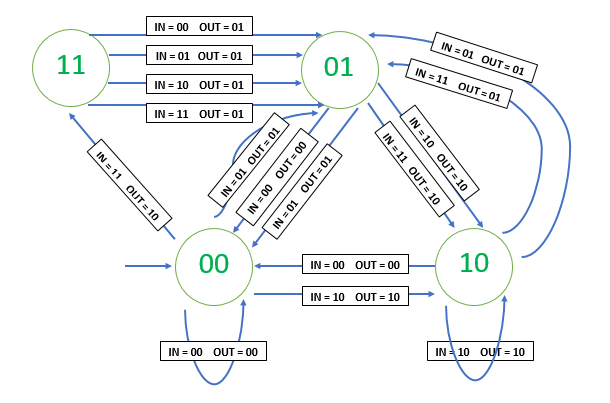 IN = 00 OUT = 01
11
IN = 01 OUT = 01
IN = 10 OUT = 01
IN = 11 OUT = 01
01
IN = 01 OUT = 01
IN = 11 OUT = 01
IN = 11 OUT = 10
IN = 01 OUT = 01
IN = 00 OUT = 00
IN = 01 OUT = 01
IN = 11 OUT = 10
IN = 10 OUT = 10
00
IN = 00 OUT = 00
10
IN = 10 OUT = 10
IN = 00 OUT = 00
IN = 10 OUT = 10